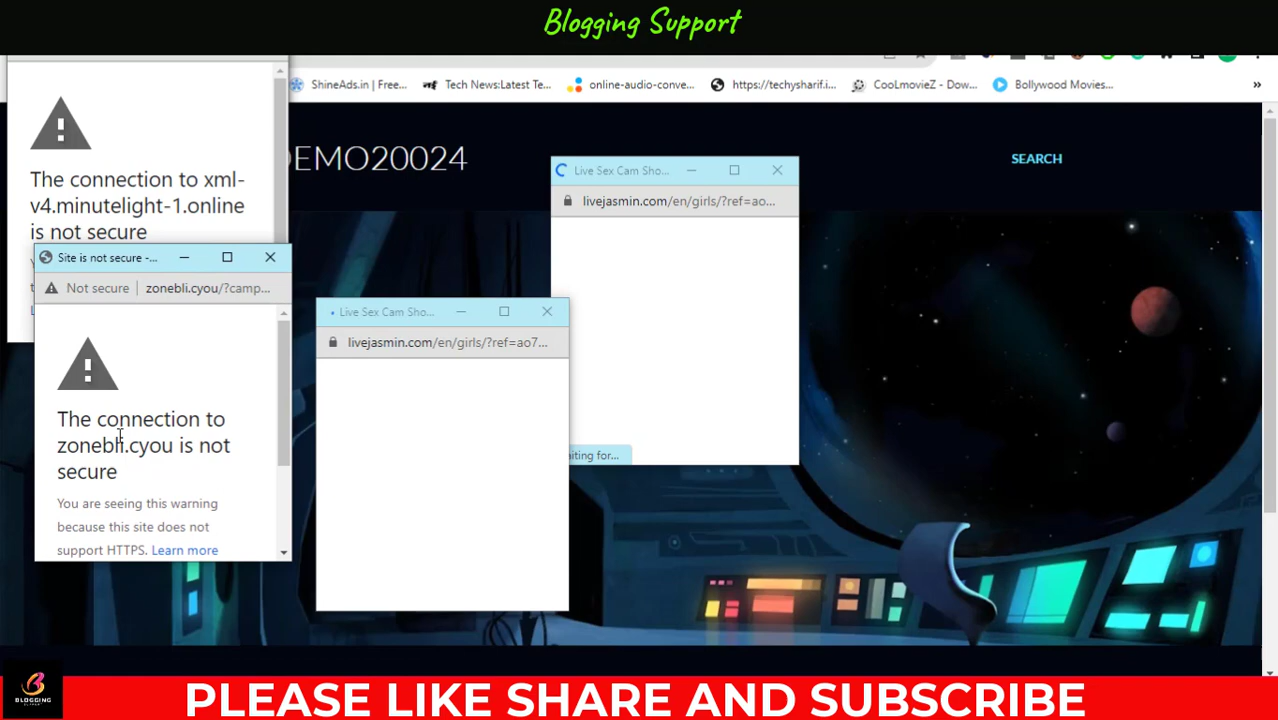 Blogging Support
ShineAds.in | Free...
Tech News:Latest Te...
online-audio-conve...
https://techysharif.i...
CooLmovieZ - Dow...
Bollywood Movies...
»
The connection to xml-
v4.minutelight-1.online
is not secure
DEMO20024
SEARCH
Live Sex Cam Sho...
livejasmin.com/en/girls/?ref=ao...
Site is not secure -...
Not secure
zonebli.cyou/?camp...
The connection to
zonebli.cyou is not
secure
You are seeing this warning
because this site does not
support HTTPS. Learn more
Live Sex Cam Sho...
livejasmin.com/en/girls/?ref=ao7...
aiting for...
BLOGGING
PLEASE LIKE SHARE AND SUBSCRIBE